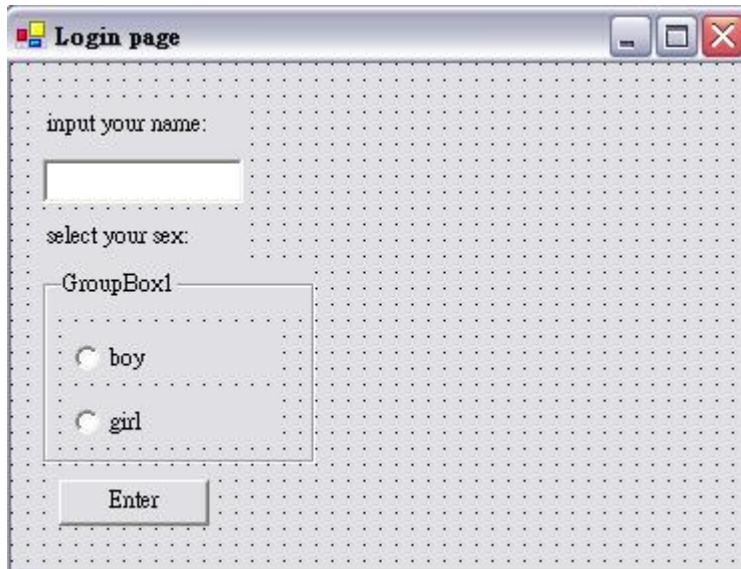 Login page
input your name:
select your sex:
GroupBox1
boy
girl
Enter